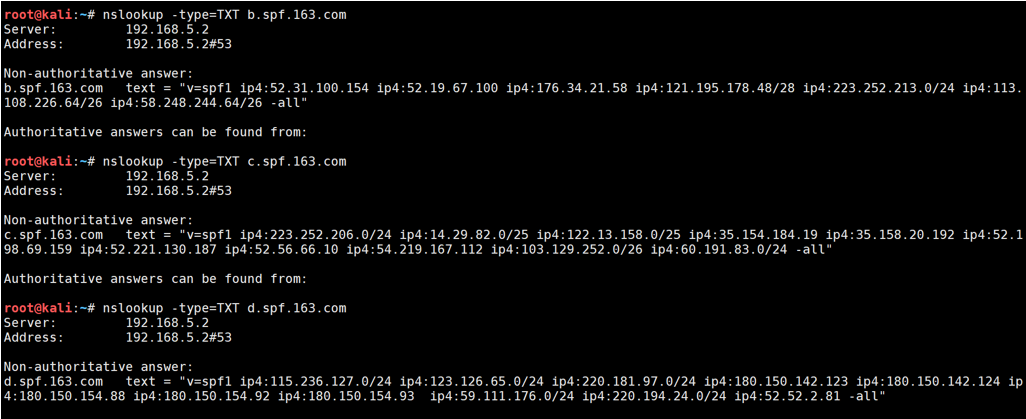 root@kali:~# nslookup -type=TXT b.spf.163.com
Server:         192.168.5.2
Address:        192.168.5.2#53

Non-authoritative answer:
b.spf.163.com   text = "v=spf1 ip4:52.31.100.154 ip4:52.19.67.100 ip4:176.34.21.58 ip4:121.195.178.48/28 ip4:223.252.213.0/24 ip4:113.
108.226.64/26 ip4:58.248.244.64/26 -all"

Authoritative answers can be found from:

root@kali:~# nslookup -type=TXT c.spf.163.com
Server:         192.168.5.2
Address:        192.168.5.2#53

Non-authoritative answer:
c.spf.163.com   text = "v=spf1 ip4:223.252.206.0/24 ip4:14.29.82.0/25 ip4:122.13.158.0/25 ip4:35.154.184.19 ip4:35.158.20.192 ip4:52.1
98.69.159 ip4:52.221.130.187 ip4:52.56.66.10 ip4:54.219.167.112 ip4:103.129.252.0/26 ip4:60.191.83.0/24 -all"

Authoritative answers can be found from:

root@kali:~# nslookup -type=TXT d.spf.163.com
Server:         192.168.5.2
Address:        192.168.5.2#53

Non-authoritative answer:
d.spf.163.com   text = "v=spf1 ip4:115.236.127.0/24 ip4:123.126.65.0/24 ip4:220.181.97.0/24 ip4:180.150.142.123 ip4:180.150.142.124 ip
4:180.150.154.88 ip4:180.150.154.92 ip4:180.150.154.93  ip4:59.111.176.0/24 ip4:220.194.24.0/24 ip4:52.52.2.81 -all"